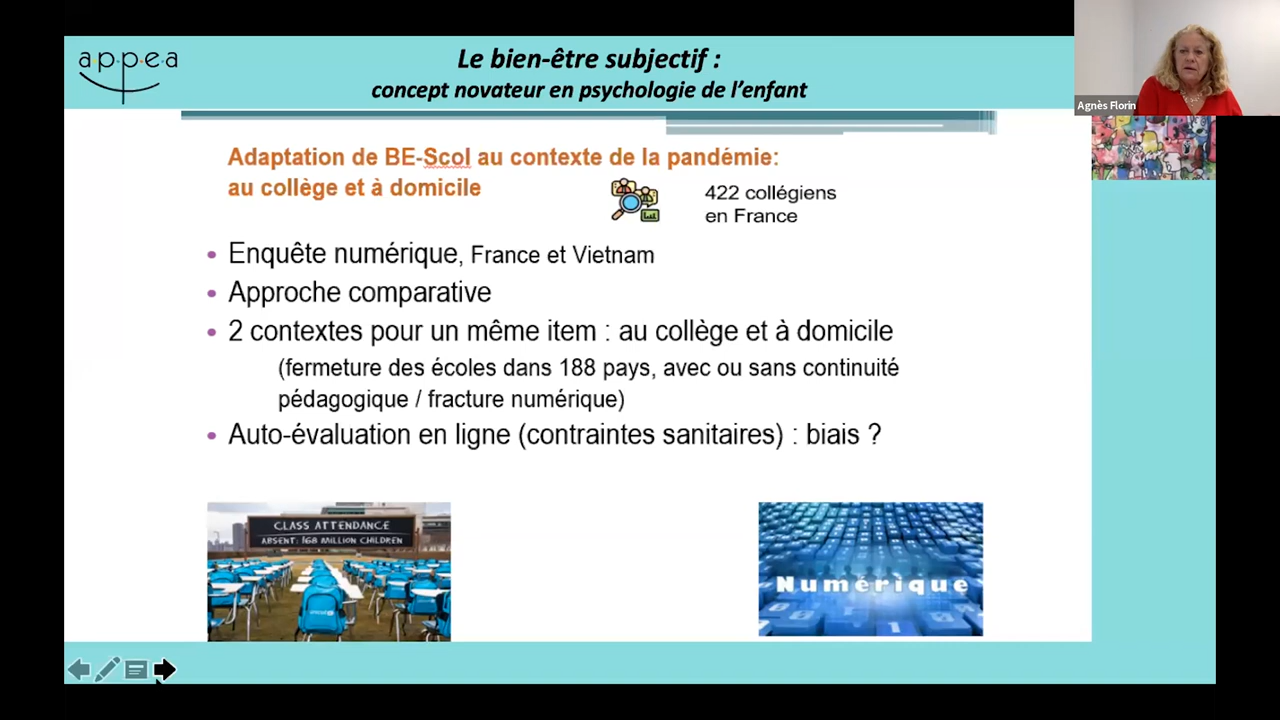 appea
Le bien-être subjectif :
concept novateur en psychologie de l'enfant
Agnès Florin
Adaptation de BE-Scol au contexte de la pandémie:
au collège et à domicile
422 collégiens
en France
• Enquête numérique, France et Vietnam
• Approche comparative
• 2 contextes pour un même item : au collège et à domicile
(fermeture des écoles dans 188 pays, avec ou sans continuité
pédagogique / fracture numérique)
• Auto-évaluation en ligne (contraintes sanitaires) : biais ?
CLASS ATTENDANCE
ABSENT: 168 MILLION CHILDREN
unicef
Numérique